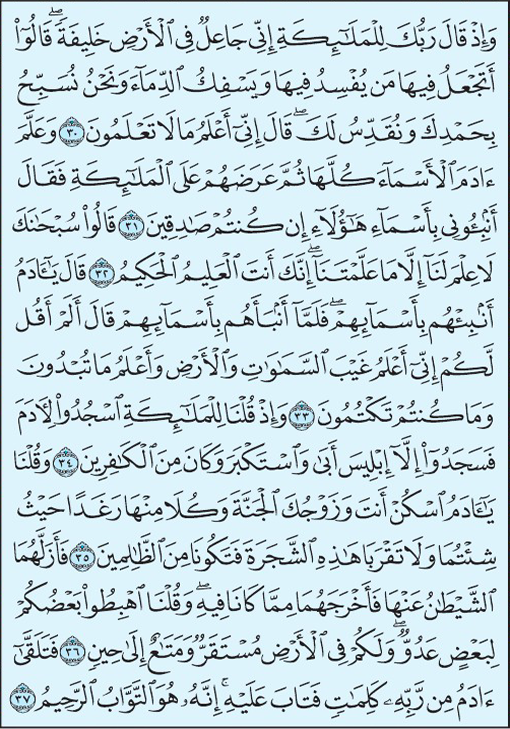 وَإِذْ قَالَ رَبُّكَ لِلْمَلَٰٓئِكَةِ إِنِّي جَاعِلٌ فِي ٱلْأَرْضِ خَلِيفَةٗۖ قَالُوٓاْ
أَتَجْعَلُ فِيهَا مَن يُفْسِدُ فِيهَا وَيَسْفِكُ ٱلدِّمَآءَ وَنَحْنُ نُسَبِّحُ
بِحَمْدِكَ وَنُقَدِّسُ لَكَۖ قَالَ إِنِّيٓ أَعْلَمُ مَا لَا تَعْلَمُونَ ٣٠ وَعَلَّمَ
ءَادَمَ ٱلْأَسْمَآءَ كُلَّهَا ثُمَّ عَرَضَهُمْ عَلَى ٱلْمَلَٰٓئِكَةِ فَقَالَ
أَنۢبِـُٔونِي بِأَسْمَآءِ هَٰٓؤُلَآءِ إِن كُنتُمْ صَٰدِقِينَ ٣١ قَالُواْ سُبْحَٰنَكَ
لَا عِلْمَ لَنَآ إِلَّا مَا عَلَّمْتَنَآۖ إِنَّكَ أَنتَ ٱلْعَلِيمُ ٱلْحَكِيمُ ٣٢ قَالَ يَٰٓـَٔادَمُ
أَنۢبِئْهُم بِأَسْمَآئِهِمْۖ فَلَمَّآ أَنۢبَأَهُم بِأَسْمَآئِهِمْ قَالَ أَلَمْ أَقُل
لَّكُمْ إِنِّيٓ أَعْلَمُ غَيْبَ ٱلسَّمَٰوَٰتِ وَٱلْأَرْضِ وَأَعْلَمُ مَا تُبْدُونَ
وَمَا كُنتُمْ تَكْتُمُونَ ٣٣ وَإِذْ قُلْنَا لِلْمَلَٰٓئِكَةِ ٱسْجُدُواْ لِأٓدَمَ
فَسَجَدُوٓاْ إِلَّآ إِبْلِيسَ أَبَىٰ وَٱسْتَكْبَرَ وَكَانَ مِنَ ٱلْكَٰفِرِينَ ٣٤ وَقُلْنَا
يَٰٓـَٔادَمُ ٱسْكُنْ أَنتَ وَزَوْجُكَ ٱلْجَنَّةَ وَكُلَا مِنْهَا رَغَدًا حَيْثُ
شِئْتُمَا وَلَا تَقْرَبَا هَٰذِهِ ٱلشَّجَرَةَ فَتَكُونَا مِنَ ٱلظَّٰلِمِينَ ٣٥ فَأَزَلَّهُمَا
ٱلشَّيْطَٰنُ عَنْهَا فَأَخْرَجَهُمَا مِمَّا كَانَا فِيهِۖ وَقُلْنَا ٱهْبِطُواْ بَعْضُكُمْ
لِبَعْضٍ عَدُوّٞۖ وَلَكُمْ فِي ٱلْأَرْضِ مُسْتَقَرّٞ وَمَتَٰعٌ إِلَىٰ حِينٖ ٣٦ فَتَلَقَّىٰٓ
ءَادَمُ مِن رَّبِّهِۦ كَلِمَٰتٖ فَتَابَ عَلَيْهِۚ إِنَّهُۥ هُوَ ٱلتَّوَّابُ ٱلرَّحِيمُ ٣٧